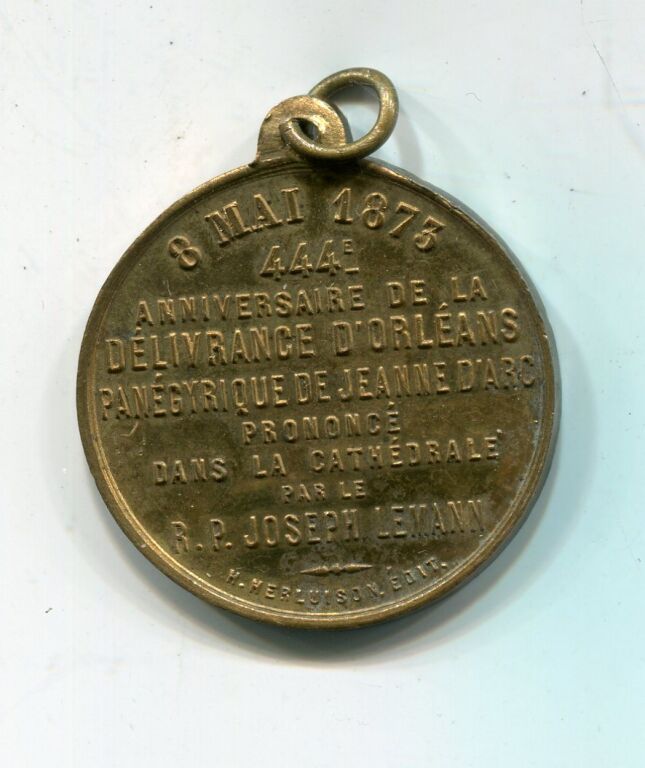 8 MAI 1873
444E
ANNIVERSAIRE DE LA
DÉLIVRANCE D'ORLÉANS
PANÉGYRIQUE DE JEANNE D'ARC
PRONONCÉ
DANS LA CATHÉDRALE
PAR LE
R. P. JOSEPH LEMANN
H. HERLUISON. ÉDIT.